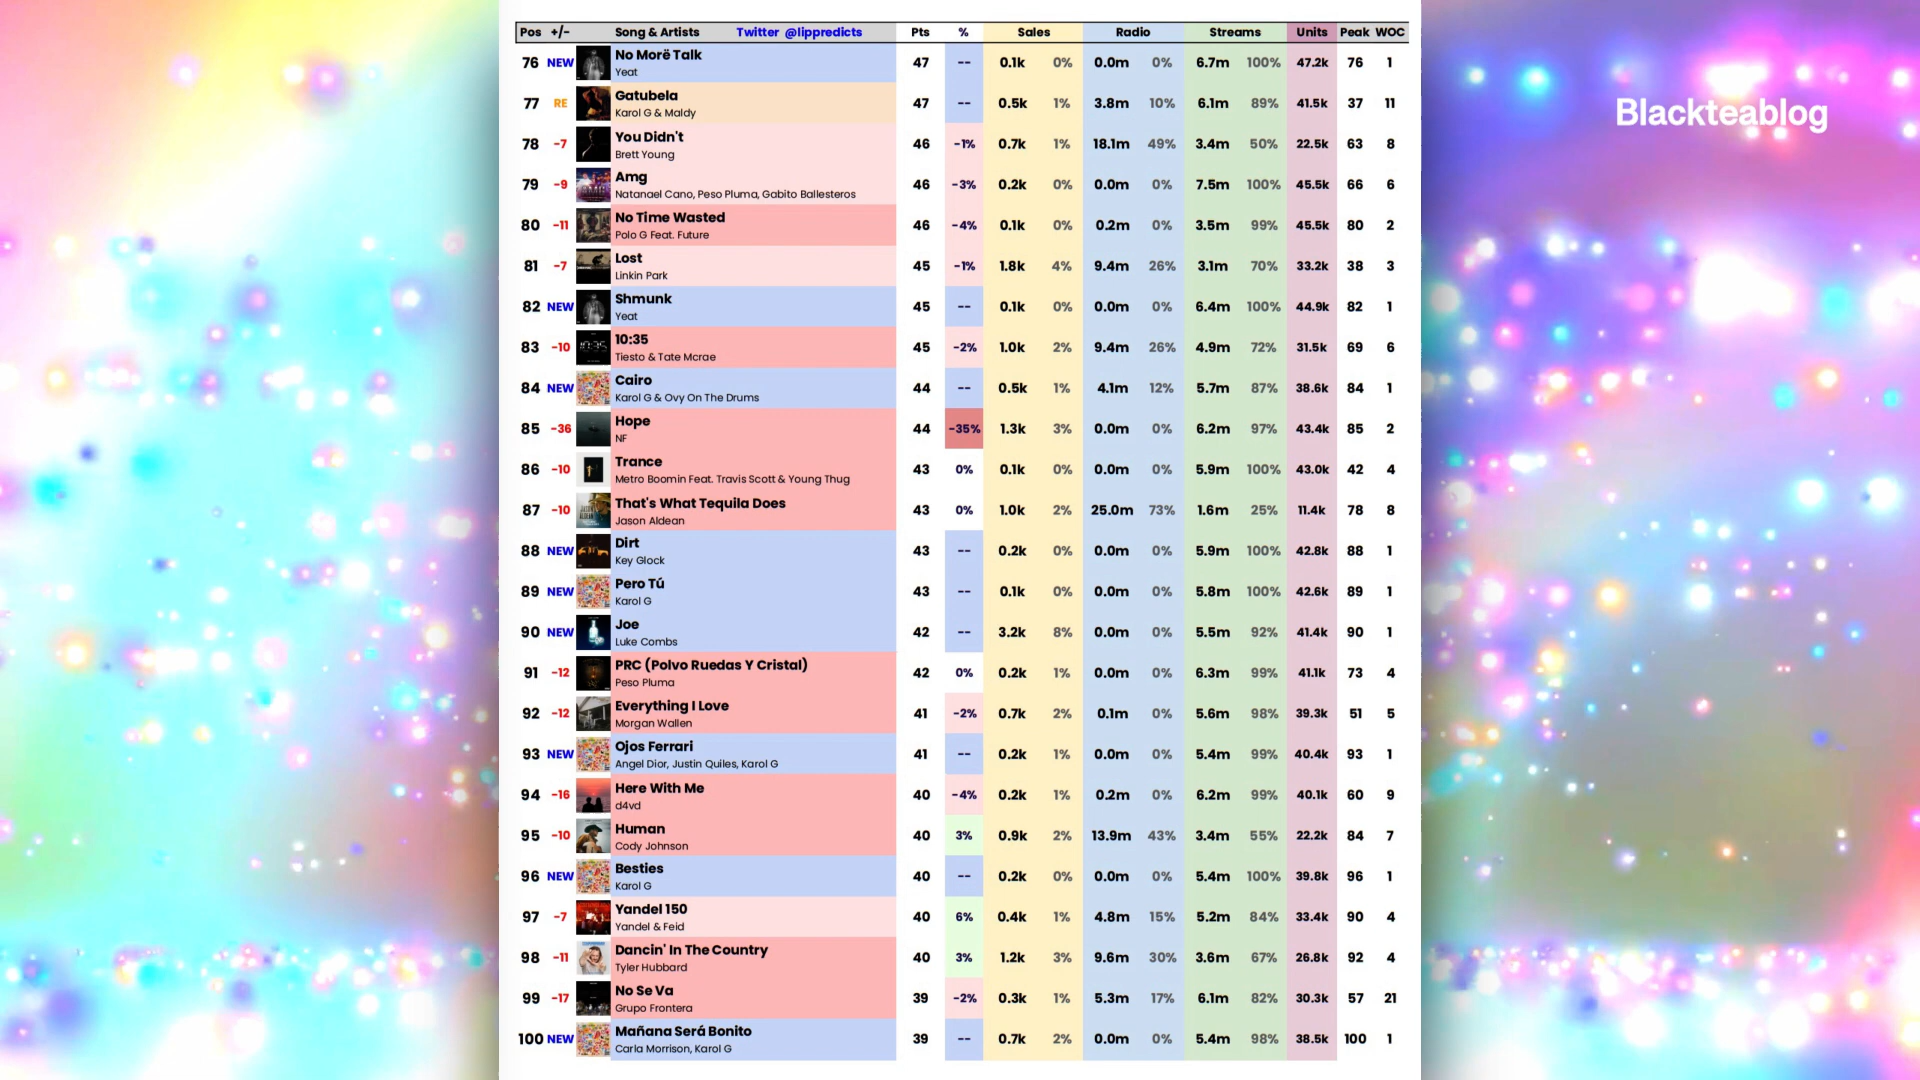 Pos +/- Song & Artists Twitter @lippredicts Pts % Sales Radio Streams Units Peak WOC
76 NEW No Morë Talk 47 -- 0.1k 0% 0.0m 0% 6.7m 100% 47.2k 76 1
Yeat
77 RE Gatubela 47 -- 0.5k 1% 3.8m 10% 6.1m 89% 41.5k 37 11
Karol G & Maldy
Blackteablog
78 -7 You Didn't 46 -1% 0.7k 1% 18.1m 49% 3.4m 50% 22.5k 63 8
Brett Young
79 -9 Amg 46 -3% 0.2k 0% 0.0m 0% 7.5m 100% 45.5k 66 6
Natanael Cano, Peso Pluma, Gabito Ballesteros
80 -11 No Time Wasted 46 -4% 0.1k 0% 0.2m 0% 3.5m 99% 45.5k 80 2
Polo G Feat. Future
81 -7 Lost 45 -1% 1.8k 4% 9.4m 26% 3.1m 70% 33.2k 38 3
Linkin Park
82 NEW Shmunk 45 -- 0.1k 0% 0.0m 0% 6.4m 100% 44.9k 82 1
Yeat
83 -10 10:35 45 -2% 1.0k 2% 9.4m 26% 4.9m 72% 31.5k 69 6
Tiesto & Tate Mcrae
84 NEW Cairo 44 -- 0.5k 1% 4.1m 12% 5.7m 87% 38.6k 84 1
Karol G & Ovy On The Drums
85 -36 Hope 44 -35% 1.3k 3% 0.0m 0% 6.2m 97% 43.4k 85 2
NF
86 -10 Trance 43 0% 0.1k 0% 0.0m 0% 5.9m 100% 43.0k 42 4
Metro Boomin Feat. Travis Scott & Young Thug
87 -10 That's What Tequila Does 43 0% 1.0k 2% 25.0m 73% 1.6m 25% 11.4k 78 8
Jason Aldean
88 NEW Dirt 43 -- 0.2k 0% 0.0m 0% 5.9m 100% 42.8k 88 1
Key Glock
89 NEW Pero Tú 43 -- 0.1k 0% 0.0m 0% 5.8m 100% 42.6k 89 1
Karol G
90 NEW Joe 42 -- 3.2k 8% 0.0m 0% 5.5m 92% 41.4k 90 1
Luke Combs
91 -12 PRC (Polvo Ruedas Y Cristal) 42 0% 0.2k 1% 0.0m 0% 6.3m 99% 41.1k 73 4
Peso Pluma
92 -12 Everything I Love 41 -2% 0.7k 2% 0.1m 0% 5.6m 98% 39.3k 51 5
Morgan Wallen
93 NEW Ojos Ferrari 41 -- 0.2k 1% 0.0m 0% 5.4m 99% 40.4k 93 1
Angel Dior, Justin Quiles, Karol G
94 -16 Here With Me 40 -4% 0.2k 1% 0.2m 0% 6.2m 99% 40.1k 60 9
d4vd
95 -10 Human 40 3% 0.9k 2% 13.9m 43% 3.4m 55% 22.2k 84 7
Cody Johnson
96 NEW Besties 40 -- 0.2k 0% 0.0m 0% 5.4m 100% 39.8k 96 1
Karol G
97 -7 Yandel 150 40 6% 0.4k 1% 4.8m 15% 5.2m 84% 33.4k 90 4
Yandel & Feid
98 -11 Dancin' In The Country 40 3% 1.2k 3% 9.6m 30% 3.6m 67% 26.8k 92 4
Tyler Hubbard
99 -17 No Se Va 39 -2% 0.3k 1% 5.3m 17% 6.1m 82% 30.3k 57 21
Grupo Frontera
100 NEW Mañana Será Bonito 39 -- 0.7k 2% 0.0m 0% 5.4m 98% 38.5k 100 1
Carla Morrison, Karol G